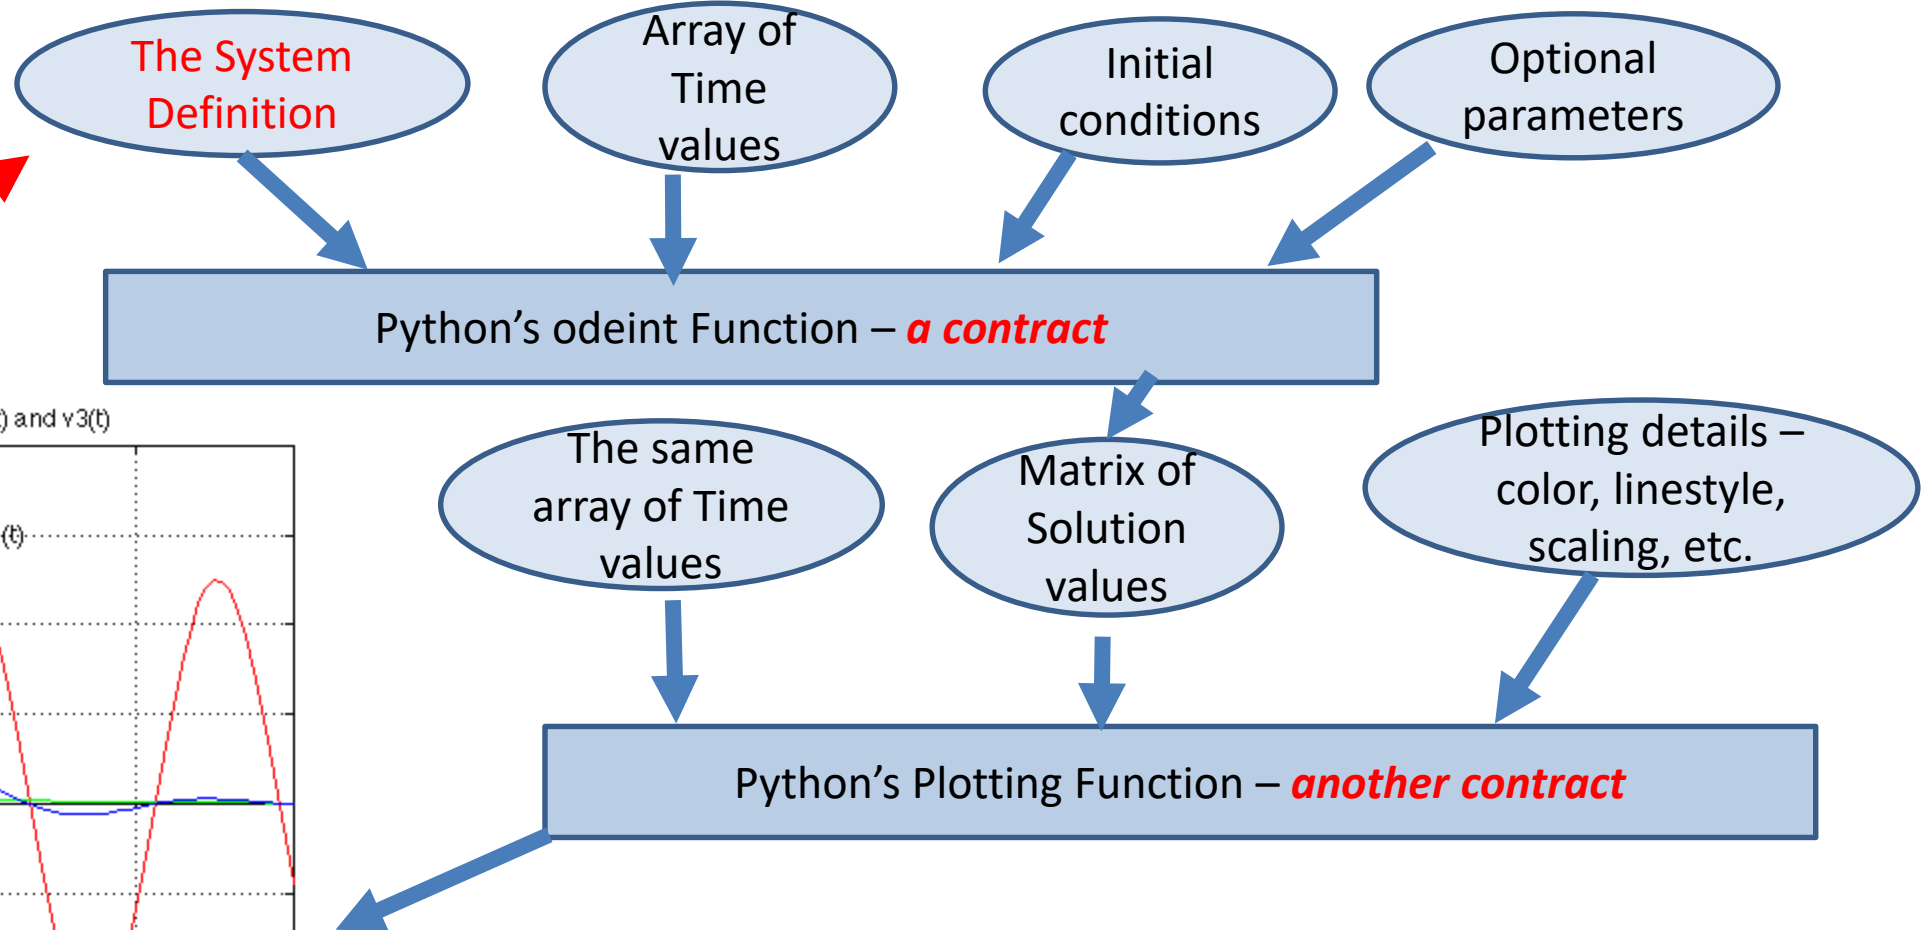 The System
Definition
Array of
Time
values
Initial
conditions
Optional
parameters
Python’s odeint Function – a contract
) and v3(t)
(t)
The same
array of Time
values
Matrix of
Solution
values
Plotting details –
color, linestyle,
scaling, etc.
Python’s Plotting Function – another contract